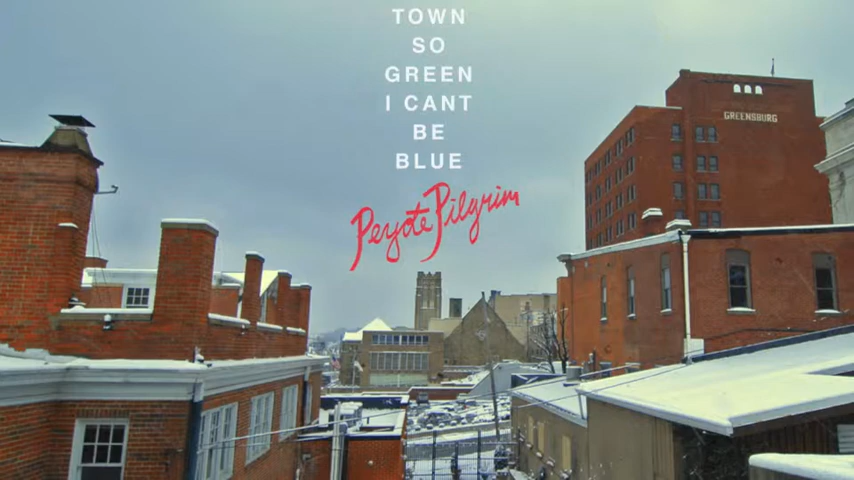 TOWN
SO
GREEN
I CANT
BE
BLUE
Peyote Pilgrim
GREENSBURG